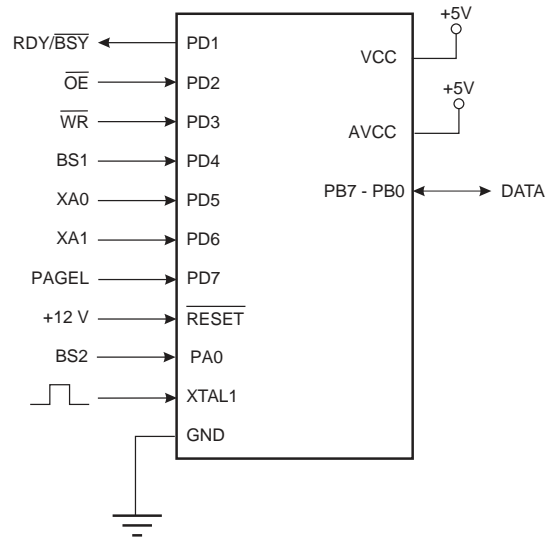 +5V
RDY/BSY PD1
VCC
OE PD2
+5V
WR PD3
AVCC
BS1 PD4
XA0 PD5 PB7 - PB0 DATA
XA1 PD6
PAGEL PD7
+12 V RESET
BS2 PA0
XTAL1
GND